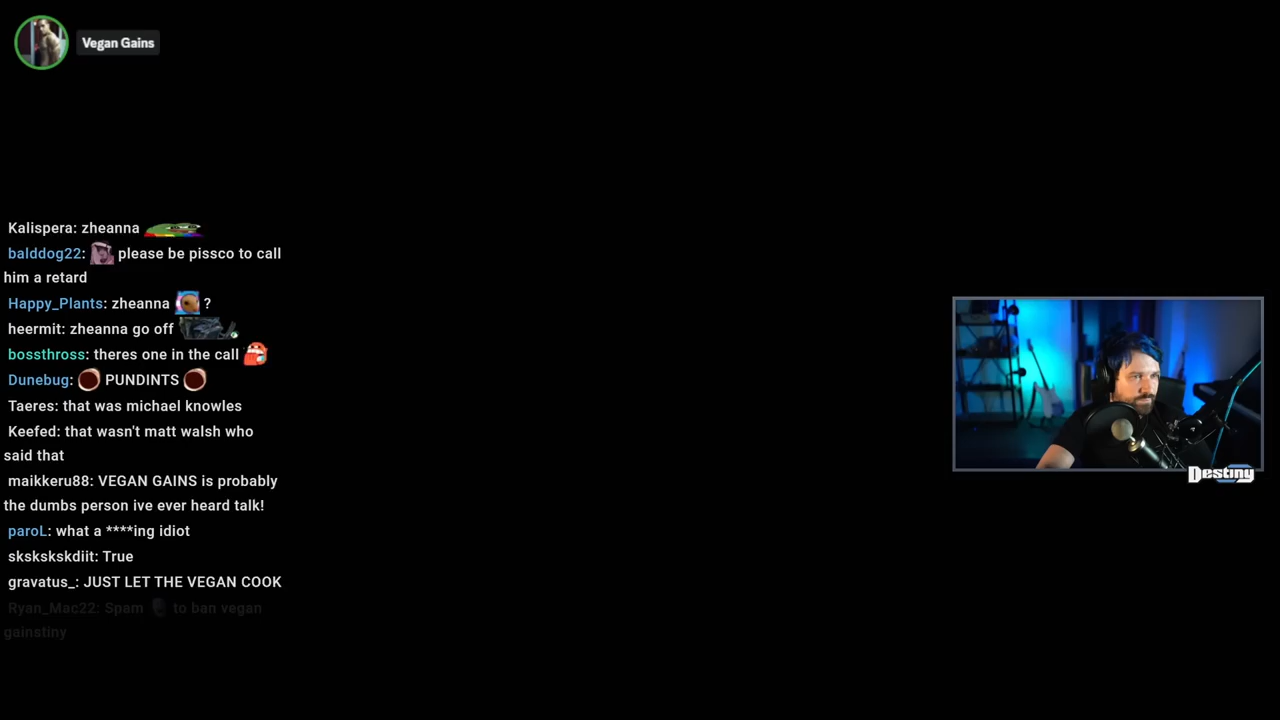 Vegan Gains
Kalispera: zheanna
balddog22: please be pissco to call
him a retard
Happy_Plants: zheanna ?
heermit: zheanna go off
bossthross: theres one in the call
Dunebug: PUNDINTS
Taeres: that was michael knowles
Keefed: that wasn't matt walsh who
said that
maikkeru88: VEGAN GAINS is probably
the dumbs person ive ever heard talk!
paroL: what a ****ing idiot
skskskskdiit: True
gravatus_: JUST LET THE VEGAN COOK
Ryan_Mac22: Spam to ban vegan
gainstiny
Destiny